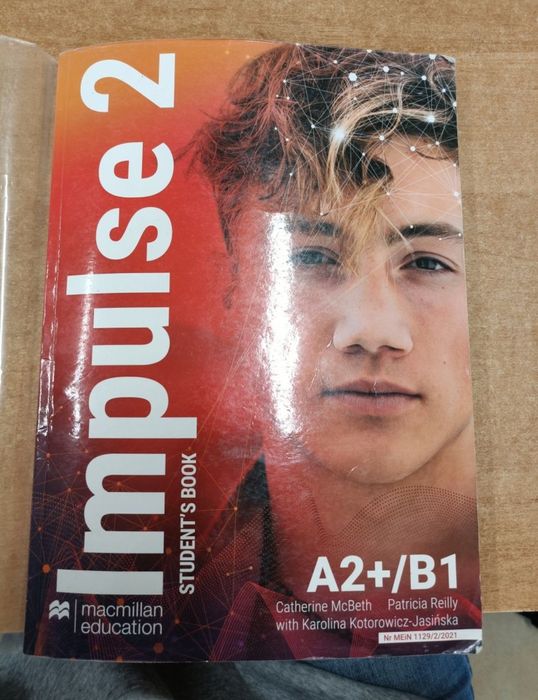 Impulse 2
STUDENT'S BOOK
A2+/B1
Catherine McBeth Patricia Reilly
with Karolina Kotorowicz-Jasińska
Nr MEiN 1129/2/2021
macmillan
education